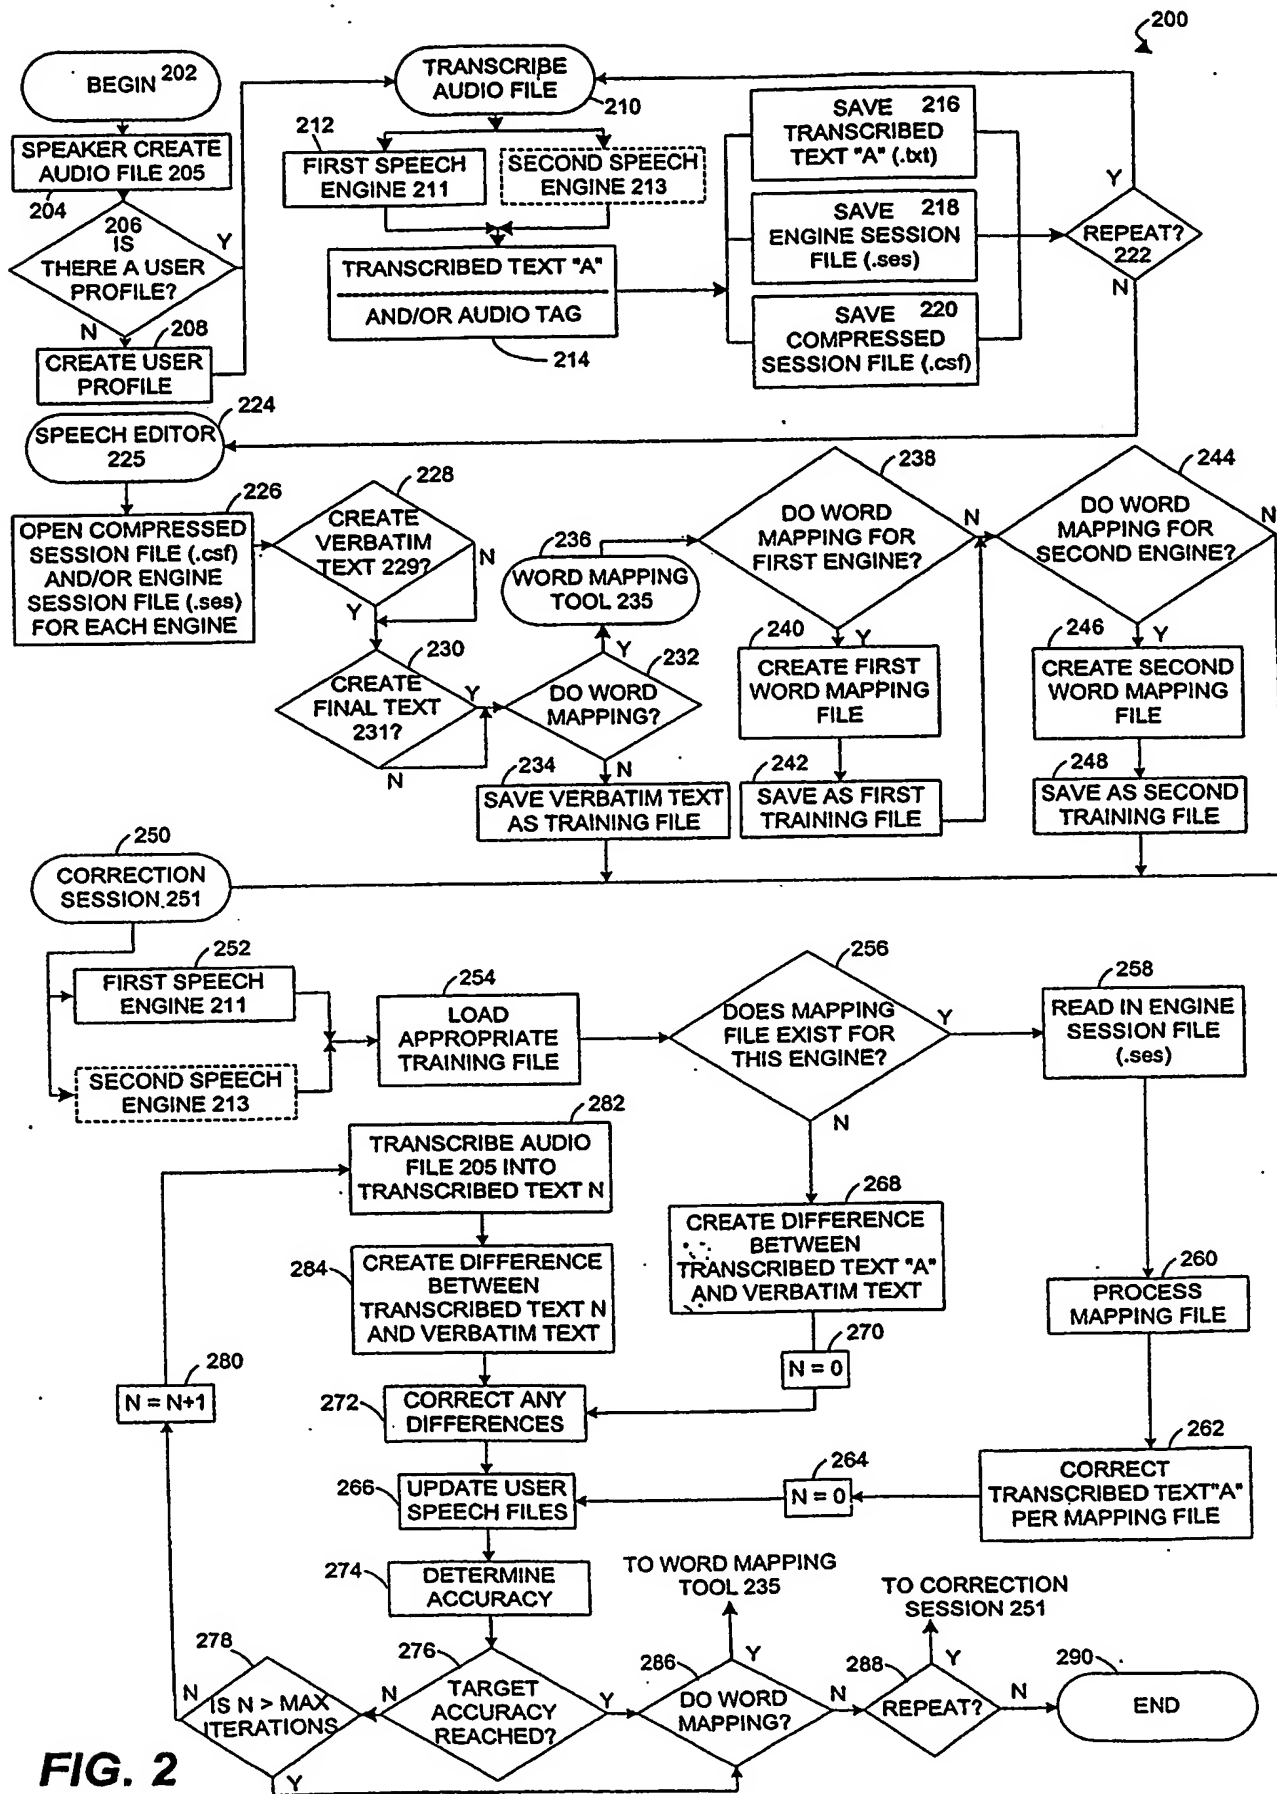 200
BEGIN 202
TRANSCRIBE
AUDIO FILE
210
SPEAKER CREATE
AUDIO FILE 205
204
206
IS
THERE A USER
PROFILE?
Y
N
208
CREATE USER
PROFILE
212
FIRST SPEECH
ENGINE 211
SECOND SPEECH
ENGINE 213
TRANSCRIBED TEXT "A"
AND/OR AUDIO TAG
214
SAVE 216
TRANSCRIBED
TEXT "A" (.txt)
SAVE 218
ENGINE SESSION
FILE (.ses)
SAVE 220
COMPRESSED
SESSION FILE (.csf)
Y
REPEAT?
222
N
224
SPEECH EDITOR
225
226
OPEN COMPRESSED
SESSION FILE (.csf)
AND/OR ENGINE
SESSION FILE (.ses)
FOR EACH ENGINE
228
CREATE
VERBATIM
TEXT 229?
N
Y
230
CREATE
FINAL TEXT
231?
Y
N
236
WORD MAPPING
TOOL 235
Y
232
DO WORD
MAPPING?
N
234
SAVE VERBATIM TEXT
AS TRAINING FILE
238
DO WORD
MAPPING FOR
FIRST ENGINE?
N
Y
240
CREATE FIRST
WORD MAPPING
FILE
242
SAVE AS FIRST
TRAINING FILE
244
DO WORD
MAPPING FOR
SECOND ENGINE?
N
Y
246
CREATE SECOND
WORD MAPPING
FILE
248
SAVE AS SECOND
TRAINING FILE
250
CORRECTION
SESSION 251
252
FIRST SPEECH
ENGINE 211
SECOND SPEECH
ENGINE 213
254
LOAD
APPROPRIATE
TRAINING FILE
256
DOES MAPPING
FILE EXIST FOR
THIS ENGINE?
Y
N
258
READ IN ENGINE
SESSION FILE
(.ses)
260
PROCESS
MAPPING FILE
262
CORRECT
TRANSCRIBED TEXT"A"
PER MAPPING FILE
264
N = 0
268
CREATE DIFFERENCE
BETWEEN
TRANSCRIBED TEXT "A"
AND VERBATIM TEXT
270
N = 0
282
TRANSCRIBE AUDIO
FILE 205 INTO
TRANSCRIBED TEXT N
284
CREATE DIFFERENCE
BETWEEN
TRANSCRIBED TEXT N
AND VERBATIM TEXT
280
N = N+1
272
CORRECT ANY
DIFFERENCES
266
UPDATE USER
SPEECH FILES
274
DETERMINE
ACCURACY
276
TARGET
ACCURACY
REACHED?
N
Y
278
IS N > MAX
ITERATIONS
N
Y
TO WORD MAPPING
TOOL 235
Y
286
DO WORD
MAPPING?
N
TO CORRECTION
SESSION 251
Y
288
REPEAT?
N
290
END
FIG. 2